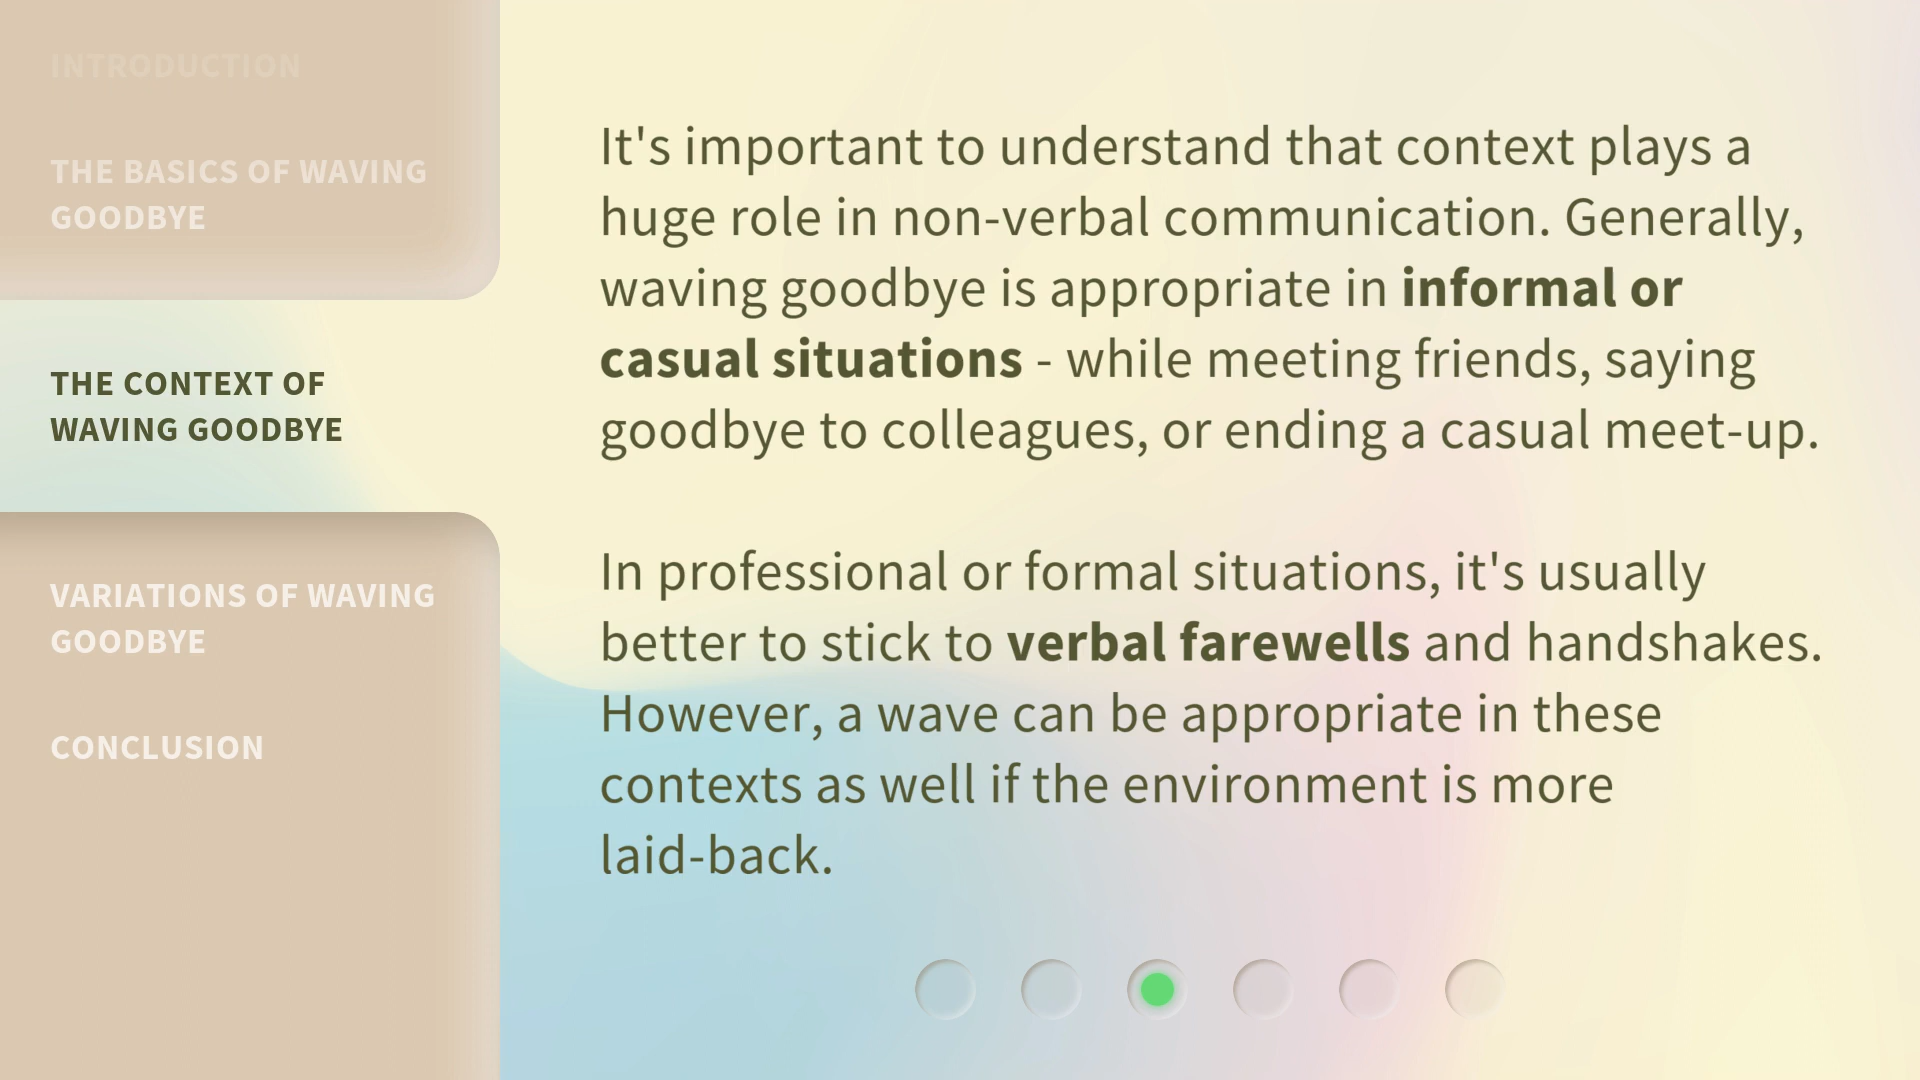 INTRODUCTION
THE BASICS OF WAVING
GOODBYE
THE CONTEXT OF
WAVING GOODBYE
VARIATIONS OF WAVING
GOODBYE
CONCLUSION
It's important to understand that context plays a
huge role in non-verbal communication. Generally,
waving goodbye is appropriate in informal or
casual situations - while meeting friends, saying
goodbye to colleagues, or ending a casual meet-up.
In professional or formal situations, it's usually
better to stick to verbal farewells and handshakes.
However, a wave can be appropriate in these
contexts as well if the environment is more
laid-back.